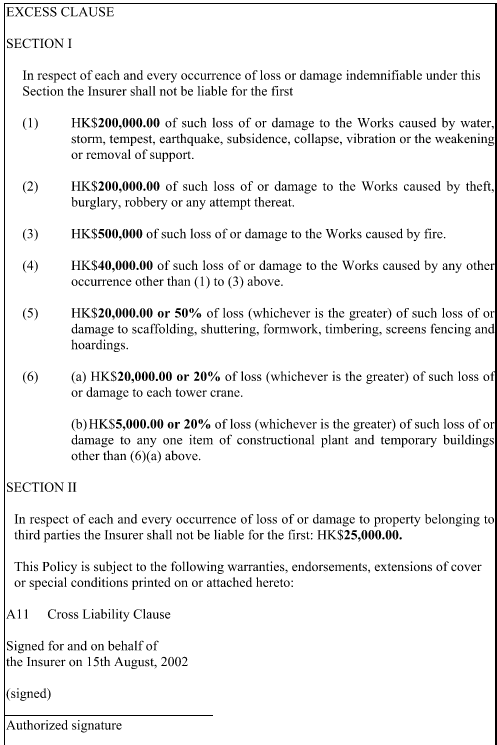 EXCESS CLAUSE
SECTION I
In respect of each and every occurrence of loss or damage indemnifiable under this
Section the Insurer shall not be liable for the first
(1) HK$200,000.00 of such loss of or damage to the Works caused by water,
storm, tempest, earthquake, subsidence, collapse, vibration or the weakening
or removal of support.
(2) HK$200,000.00 of such loss of or damage to the Works caused by theft,
burglary, robbery or any attempt thereat.
(3) HK$500,000 of such loss of or damage to the Works caused by fire.
(4) HK$40,000.00 of such loss of or damage to the Works caused by any other
occurrence other than (1) to (3) above.
(5) HK$20,000.00 or 50% of loss (whichever is the greater) of such loss of or
damage to scaffolding, shuttering, formwork, timbering, screens fencing and
hoardings.
(6) (a) HK$20,000.00 or 20% of loss (whichever is the greater) of such loss of
or damage to each tower crane.
(b)HK$5,000.00 or 20% of loss (whichever is the greater) of such loss of or
damage to any one item of constructional plant and temporary buildings
other than (6)(a) above.
SECTION II
In respect of each and every occurrence of loss of or damage to property belonging to
third parties the Insurer shall not be liable for the first: HK$25,000.00.
This Policy is subject to the following warranties, endorsements, extensions of cover
or special conditions printed on or attached hereto:
A11 Cross Liability Clause
Signed for and on behalf of
the Insurer on 15th August, 2002
(signed)
Authorized signature